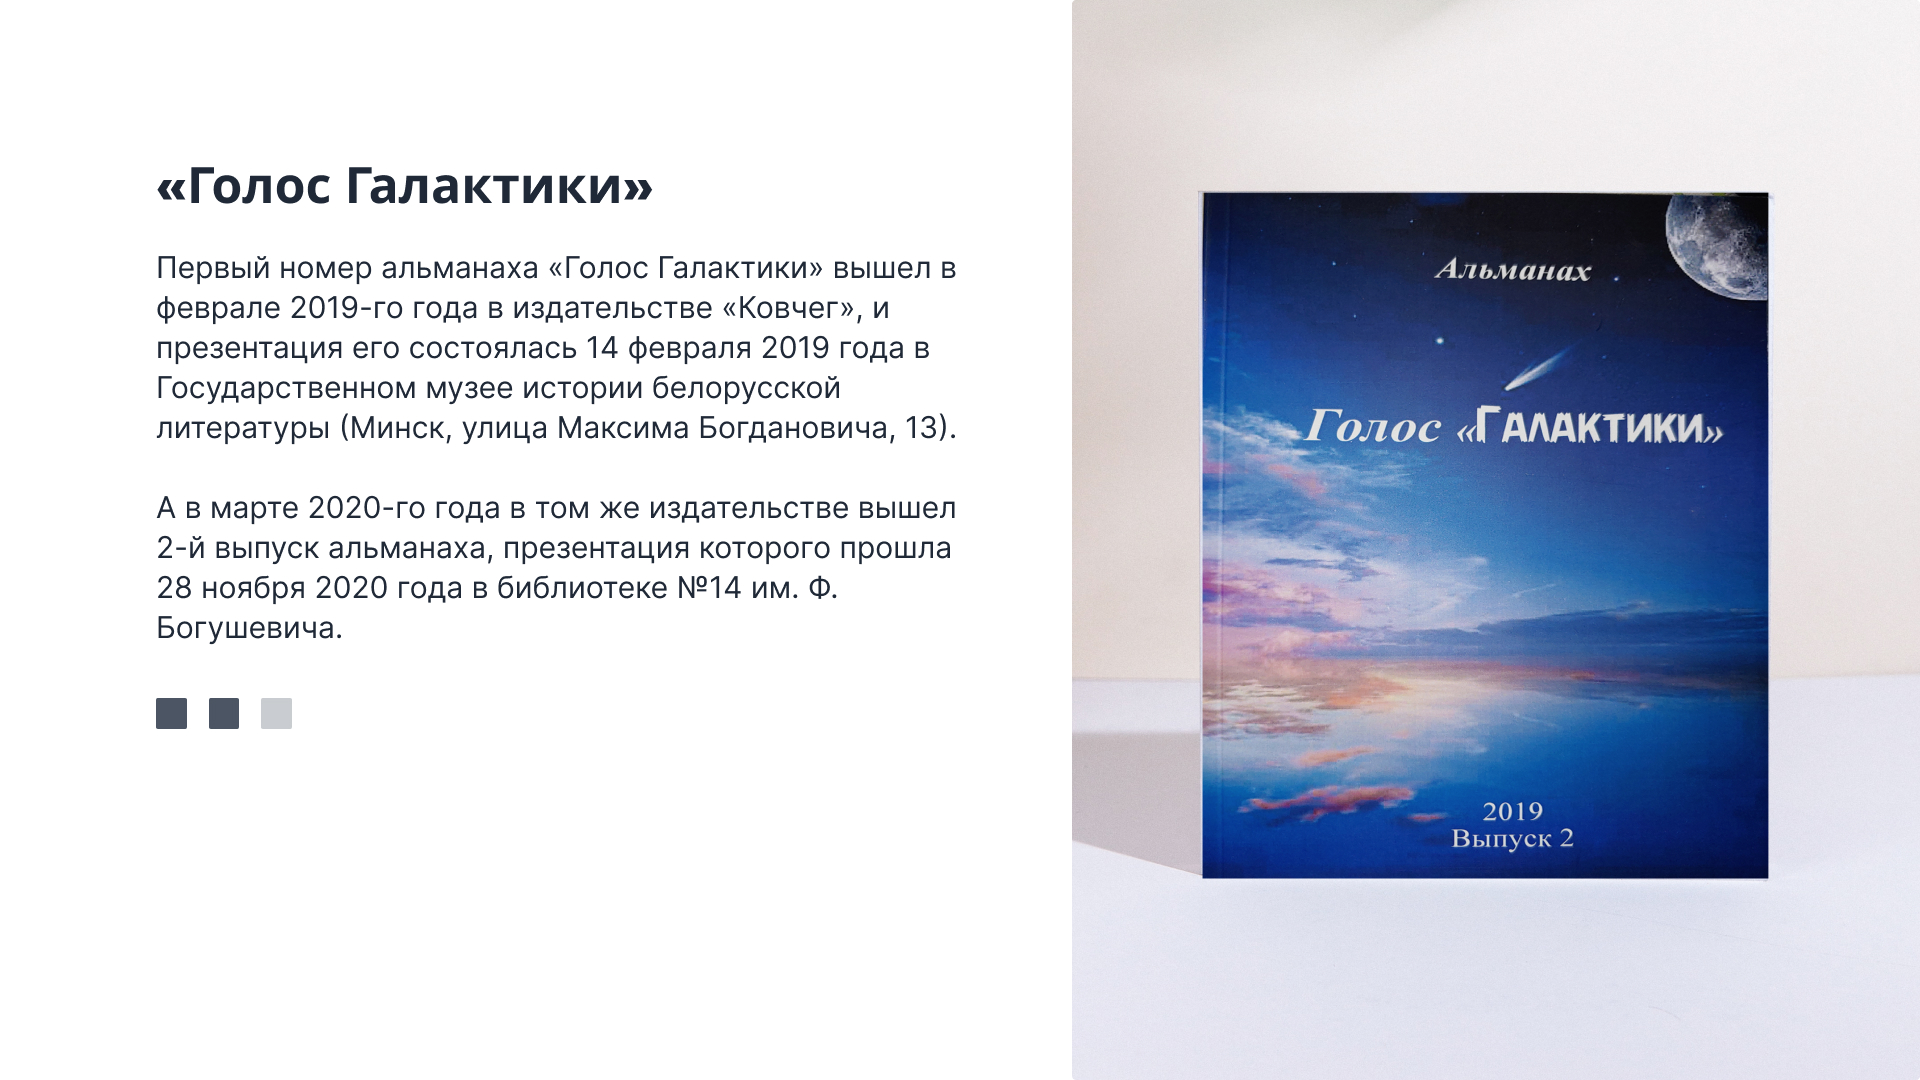 «Голос Галактики»
Первый номер альманаха «Голос Галактики» вышел в
феврале 2019-го года в издательстве «Ковчег», и
презентация его состоялась 14 февраля 2019 года в
Государственном музее истории белорусской
литературы (Минск, улица Максима Богдановича, 13).
А в марте 2020-го года в том же издательстве вышел
2-й выпуск альманаха, презентация которого прошла
28 ноября 2020 года в библиотеке №14 им. Ф.
Богушевича.
Альманах
Голос «Галактики»
2019
Выпуск 2